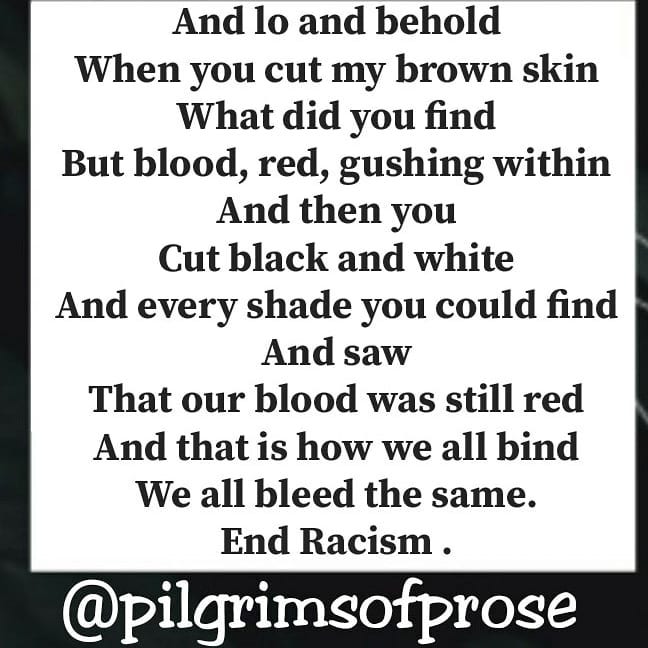 And lo and behold
When you cut my brown skin
What did you find
But blood, red, gushing within
And then you
Cut black and white
And every shade you could find
And saw
That our blood was still red
And that is how we all bind
We all bleed the same.
End Racism .
@pilgrimsofprose